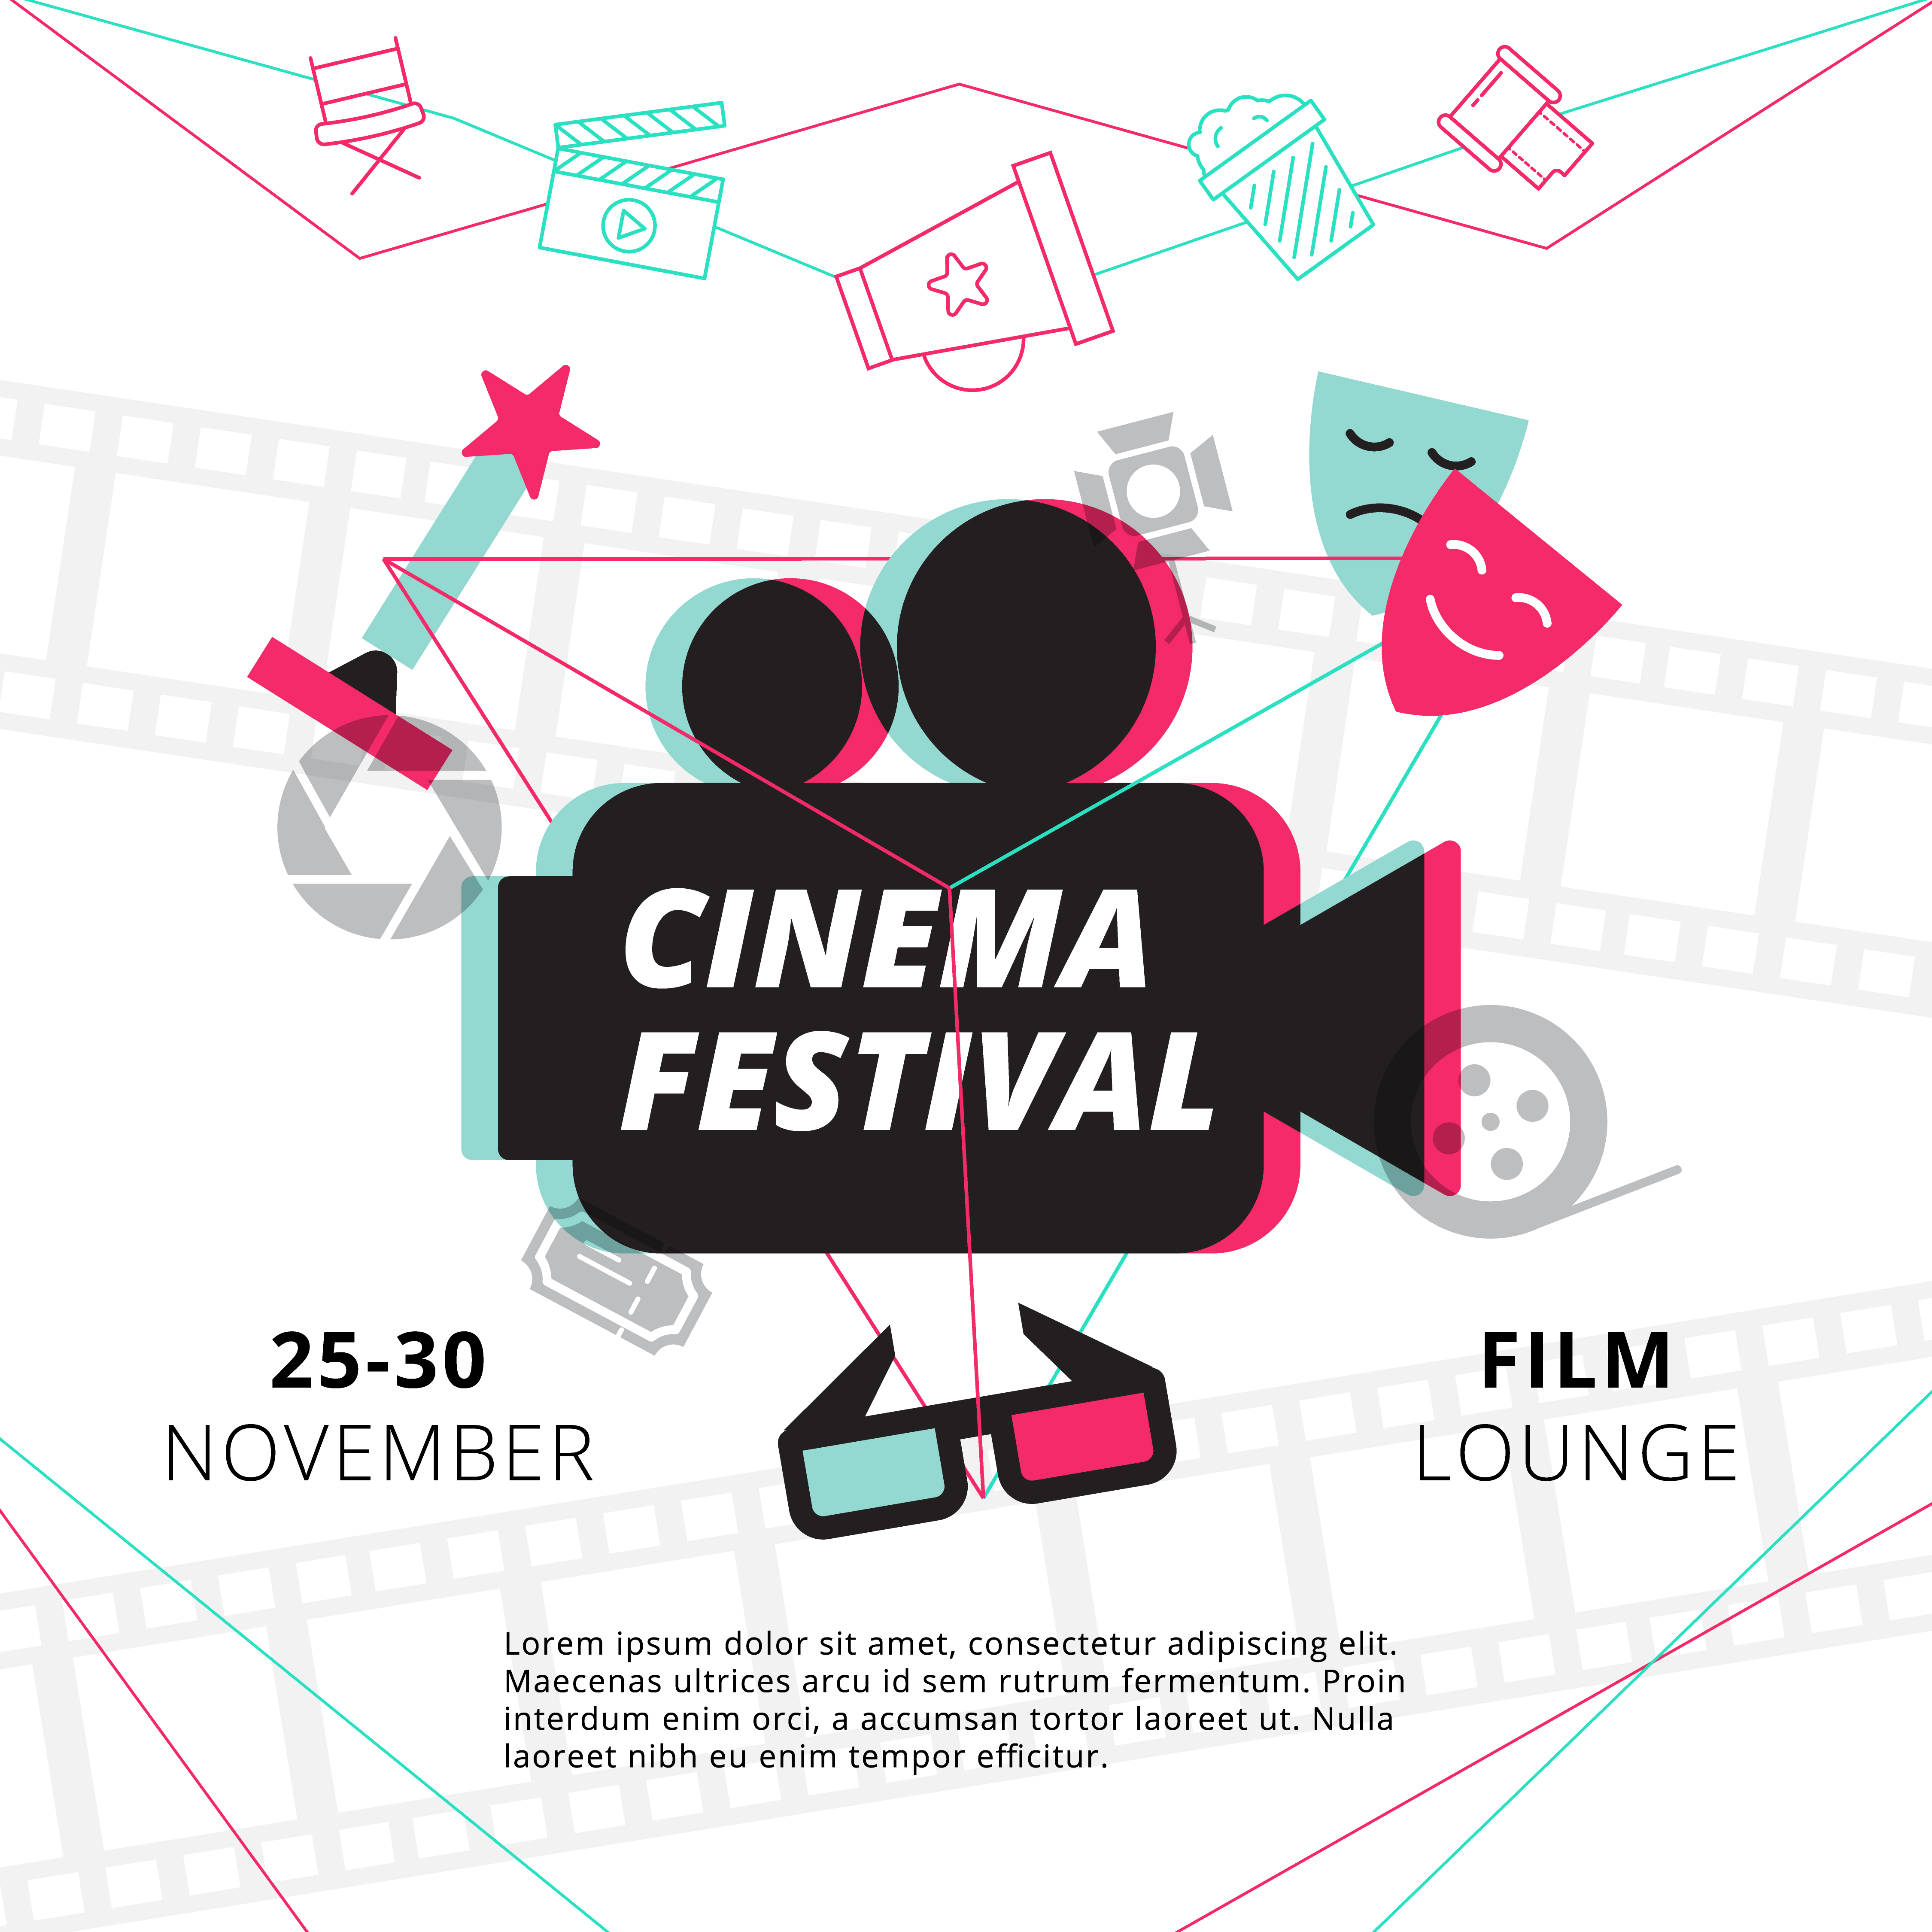 CINEMA
FESTIVAL
25-30
NOVEMBER
FILM
LOUNGE
Lorem ipsum dolor sit amet, consectetur adipiscing elit.
Maecenas ultrices arcu id sem rutrum fermentum. Proin
interdum enim orci, a accumsan tortor laoreet ut. Nulla
laoreet nibh eu enim tempor efficitur.